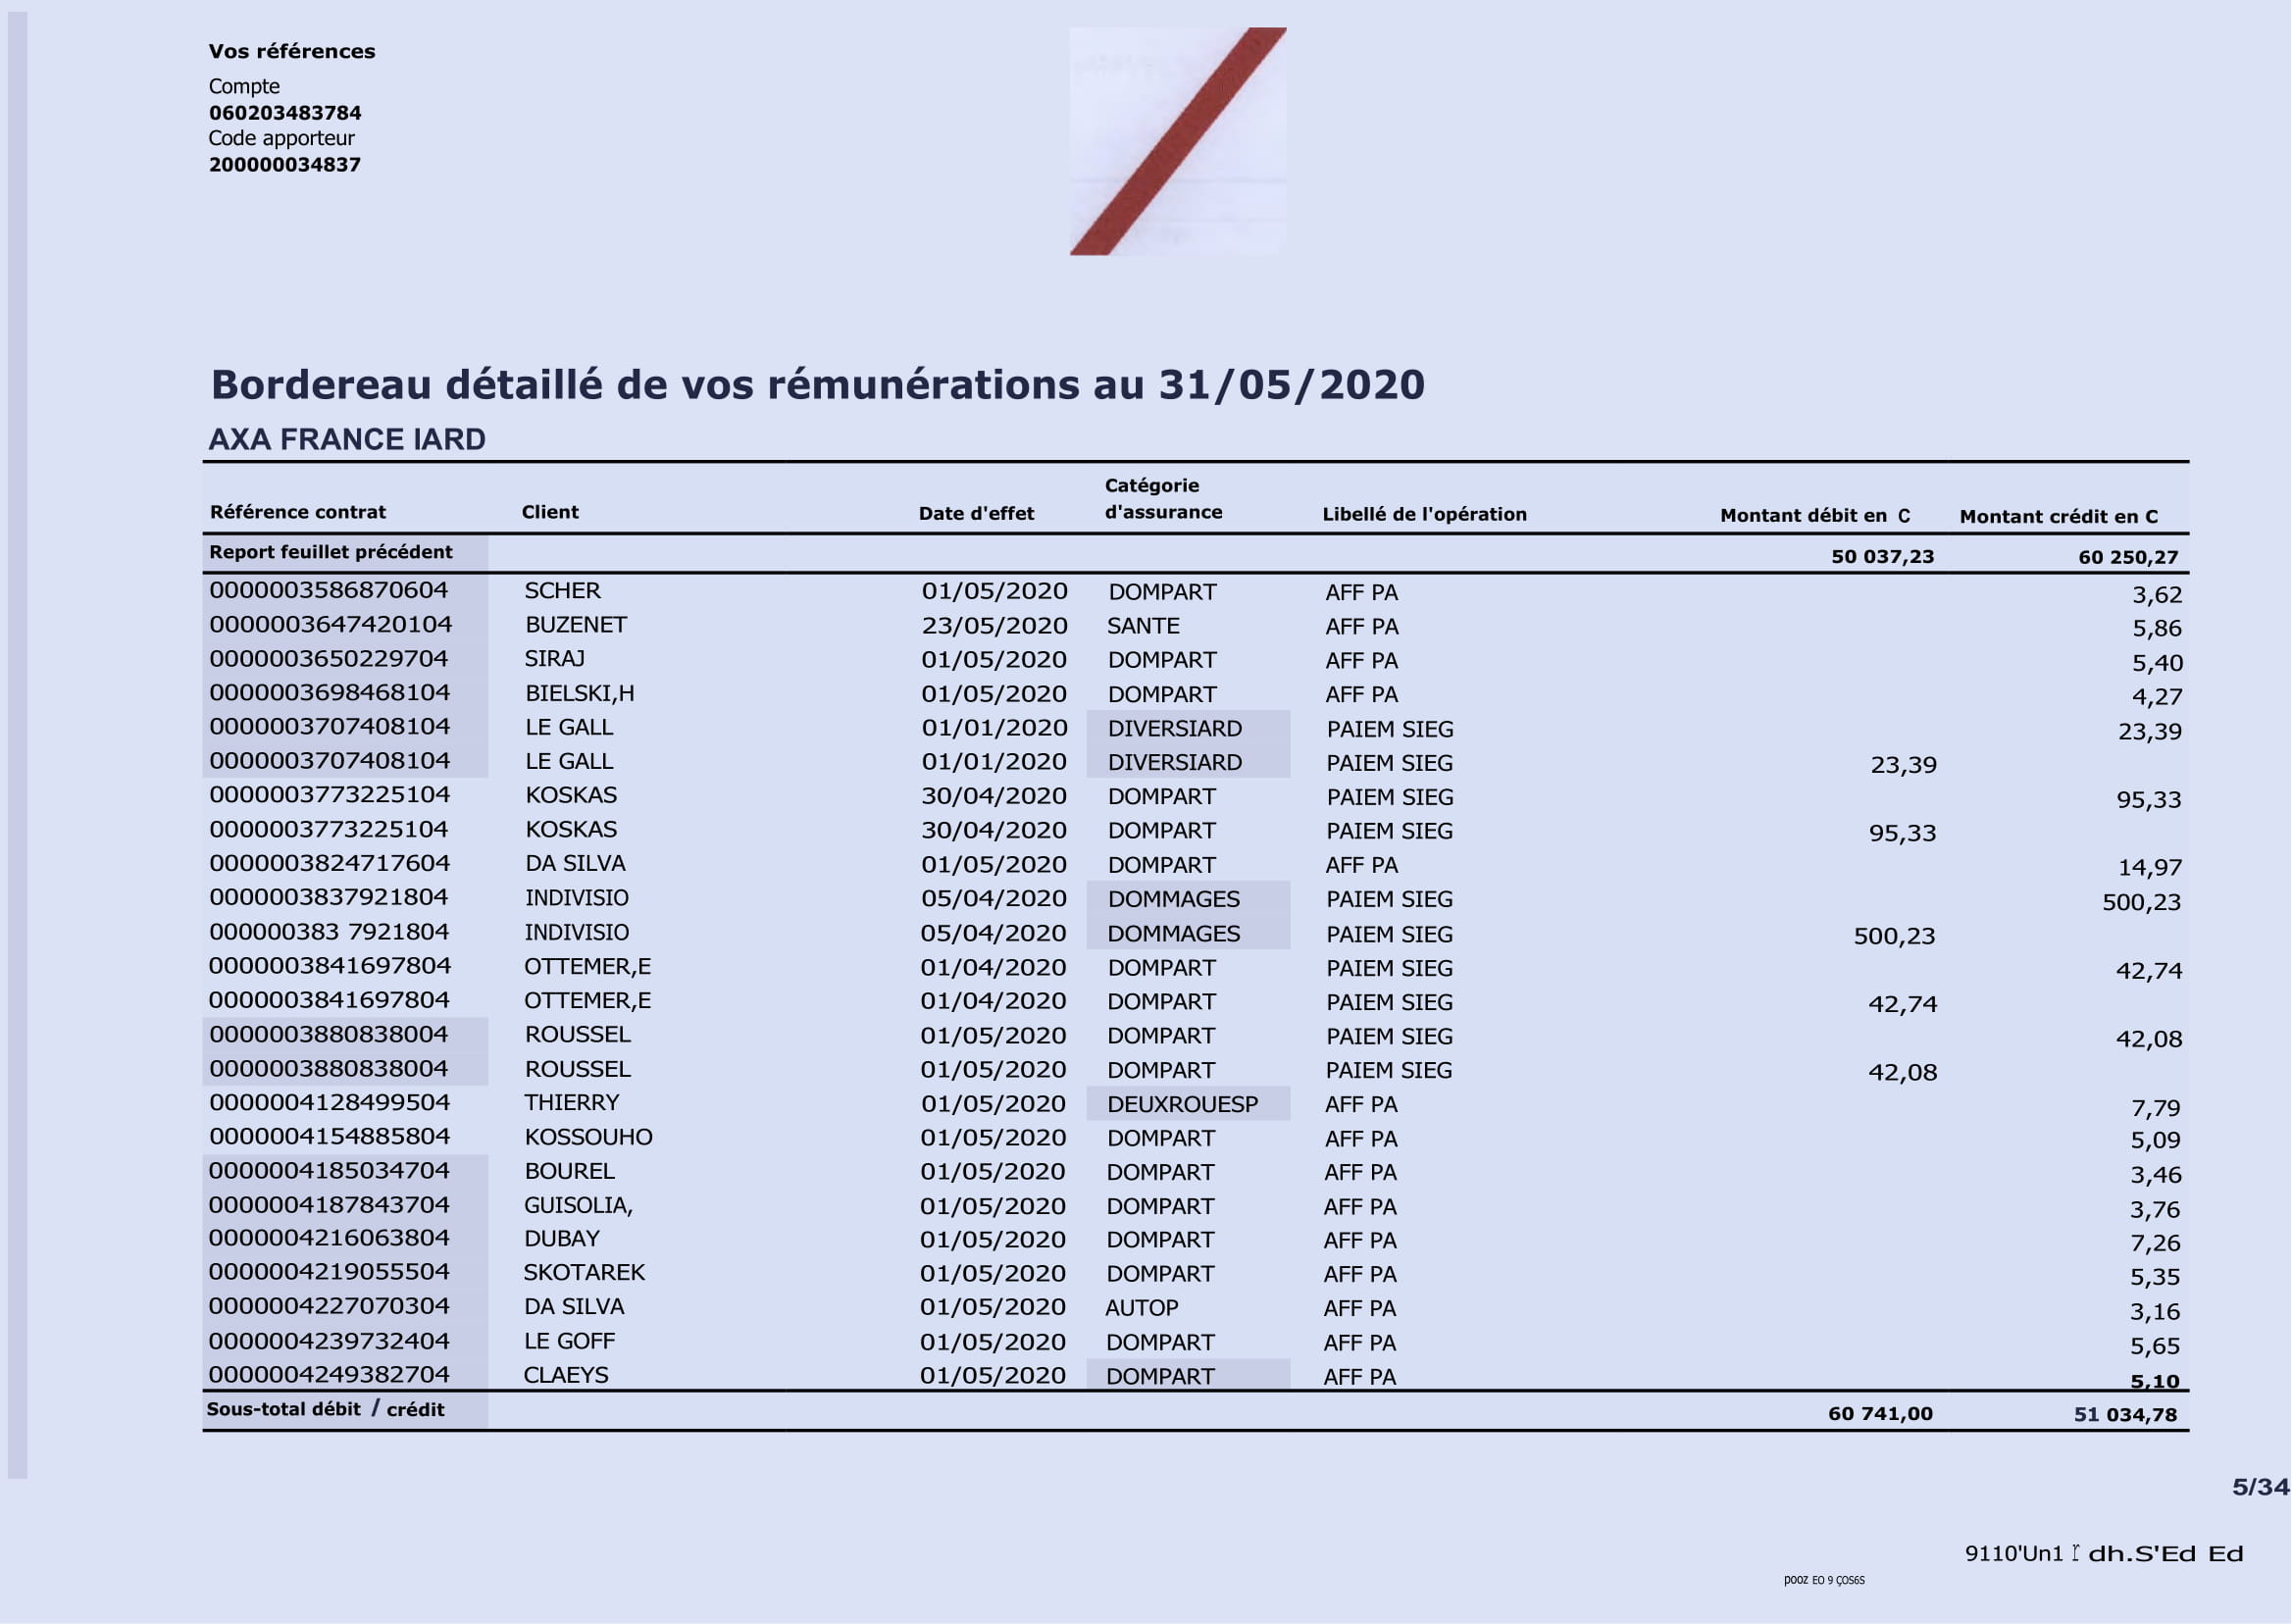 Vos références
Compte
060203483784
Code apporteur
200000034837
Bordereau détaillé de vos rémunérations au 31/05/2020
AXA FRANCE IARD
Référence contrat Client Date d'effet Catégorie d'assurance Libellé de l'opération Montant débit en C Montant crédit en C
Report feuillet précédent 50 037,23 60 250,27
0000003586870604 SCHER 01/05/2020 DOMPART AFF PA 3,62
0000003647420104 BUZENET 23/05/2020 SANTE AFF PA 5,86
0000003650229704 SIRAJ 01/05/2020 DOMPART AFF PA 5,40
0000003698468104 BIELSKI,H 01/05/2020 DOMPART AFF PA 4,27
0000003707408104 LE GALL 01/01/2020 DIVERSIARD PAIEM SIEG 23,39
0000003707408104 LE GALL 01/01/2020 DIVERSIARD PAIEM SIEG 23,39
0000003773225104 KOSKAS 30/04/2020 DOMPART PAIEM SIEG 95,33
0000003773225104 KOSKAS 30/04/2020 DOMPART PAIEM SIEG 95,33
0000003824717604 DA SILVA 01/05/2020 DOMPART AFF PA 14,97
0000003837921804 INDIVISIO 05/04/2020 DOMMAGES PAIEM SIEG 500,23
000000383 7921804 INDIVISIO 05/04/2020 DOMMAGES PAIEM SIEG 500,23
0000003841697804 OTTEMER,E 01/04/2020 DOMPART PAIEM SIEG 42,74
0000003841697804 OTTEMER,E 01/04/2020 DOMPART PAIEM SIEG 42,74
0000003880838004 ROUSSEL 01/05/2020 DOMPART PAIEM SIEG 42,08
0000003880838004 ROUSSEL 01/05/2020 DOMPART PAIEM SIEG 42,08
0000004128499504 THIERRY 01/05/2020 DEUXROUESP AFF PA 7,79
0000004154885804 KOSSOUHO 01/05/2020 DOMPART AFF PA 5,09
0000004185034704 BOUREL 01/05/2020 DOMPART AFF PA 3,46
0000004187843704 GUISOLIA, 01/05/2020 DOMPART AFF PA 3,76
0000004216063804 DUBAY 01/05/2020 DOMPART AFF PA 7,26
0000004219055504 SKOTAREK 01/05/2020 DOMPART AFF PA 5,35
0000004227070304 DA SILVA 01/05/2020 AUTOP AFF PA 3,16
0000004239732404 LE GOFF 01/05/2020 DOMPART AFF PA 5,65
0000004249382704 CLAEYS 01/05/2020 DOMPART AFF PA 5,10
Sous-total débit / crédit 60 741,00 51 034,78
5/34
9110'Un1 dh.S'Ed Ed
pooz EO 9 ÇOS6S